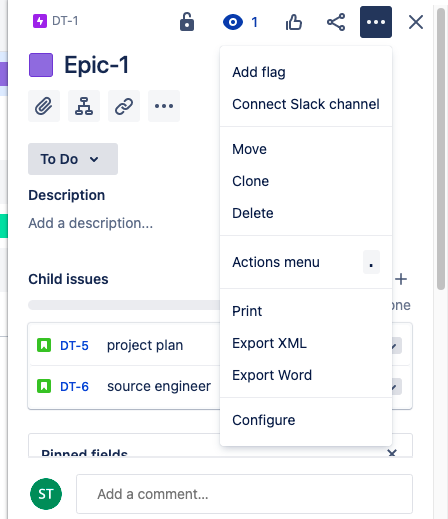 DT-1
1
Epic-1
Add flag
Connect Slack channel
Move
Clone
Delete
Actions menu .
Print
Export XML
Export Word
Configure
To Do
Description
Add a description...
Child issues
DT-5 project plan
DT-6 source engineer
Pinned fields
ST
Add a comment...